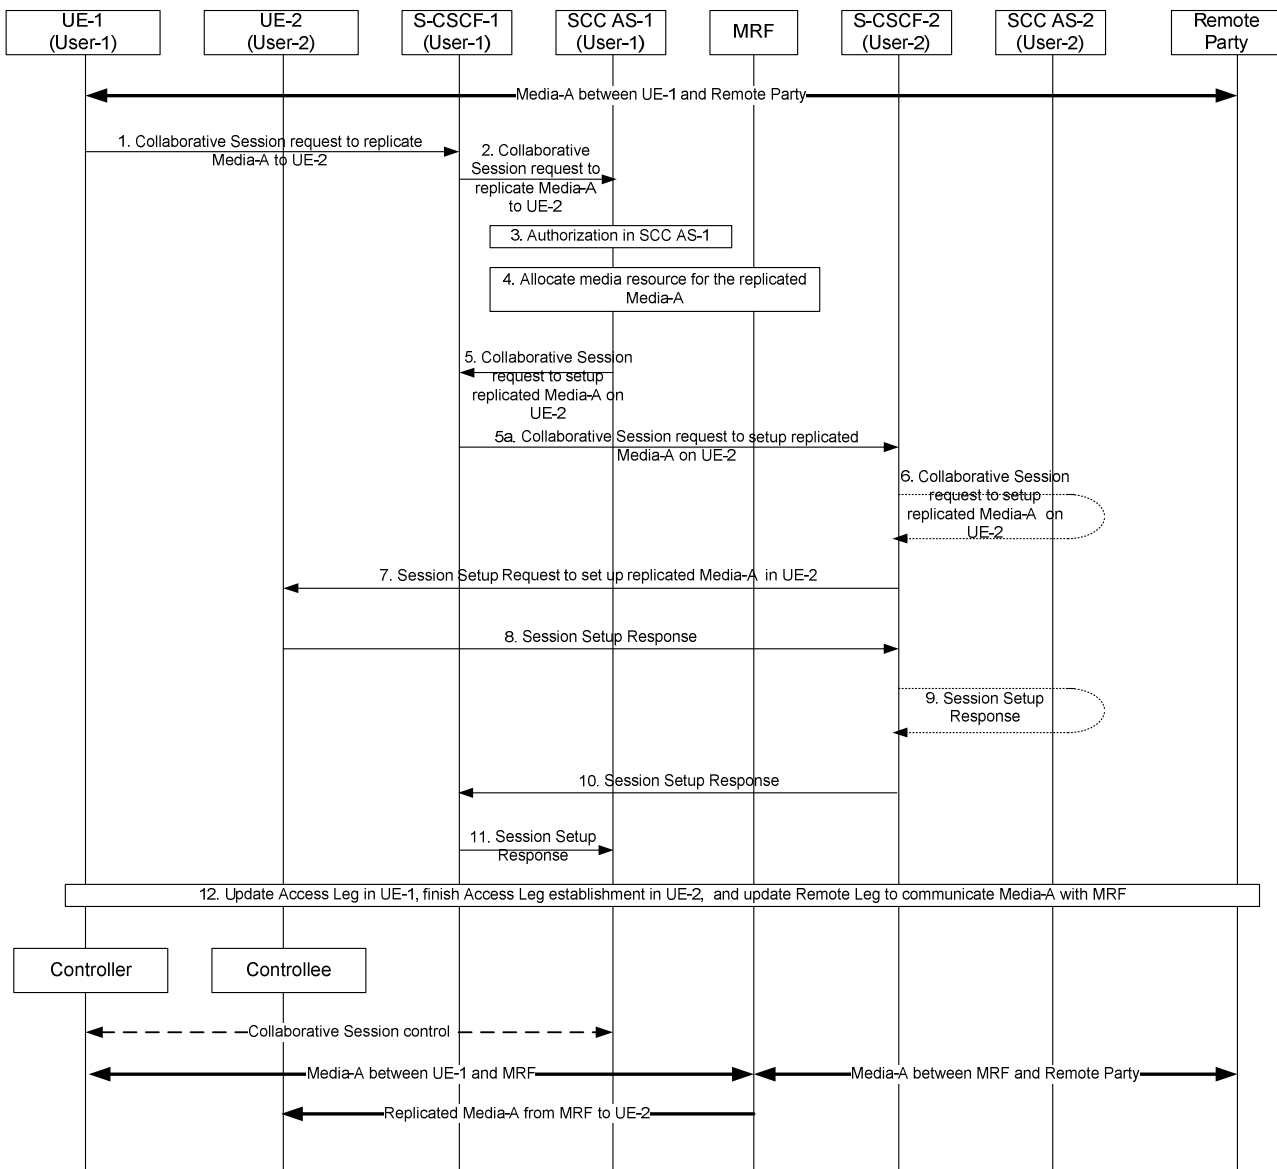 UE-1
(User-1)
UE-2
(User-2)
S-CSCF-1
(User-1)
SCC AS-1
(User-1)
MRF
S-CSCF-2
(User-2)
SCC AS-2
(User-2)
Remote
Party
Media-A between UE-1 and Remote Party
1. Collaborative Session request to replicate
Media-A to UE-2
2. Collaborative
Session request to
replicate Media-A
to UE-2
3. Authorization in SCC AS-1
4. Allocate media resource for the replicated
Media-A
5. Collaborative Session
request to setup
replicated Media-A on
UE-2
5a. Collaborative Session request to setup replicated
Media-A on UE-2
6. Collaborative Session
request to setup
replicated Media-A on
UE-2
7. Session Setup Request to set up replicated Media-A in UE-2
8. Session Setup Response
9. Session Setup
Response
10. Session Setup Response
11. Session Setup
Response
12. Update Access Leg in UE-1, finish Access Leg establishment in UE-2, and update Remote Leg to communicate Media-A with MRF
Controller
Controllee
Collaborative Session control
Media-A between UE-1 and MRF
Media-A between MRF and Remote Party
Replicated Media-A from MRF to UE-2